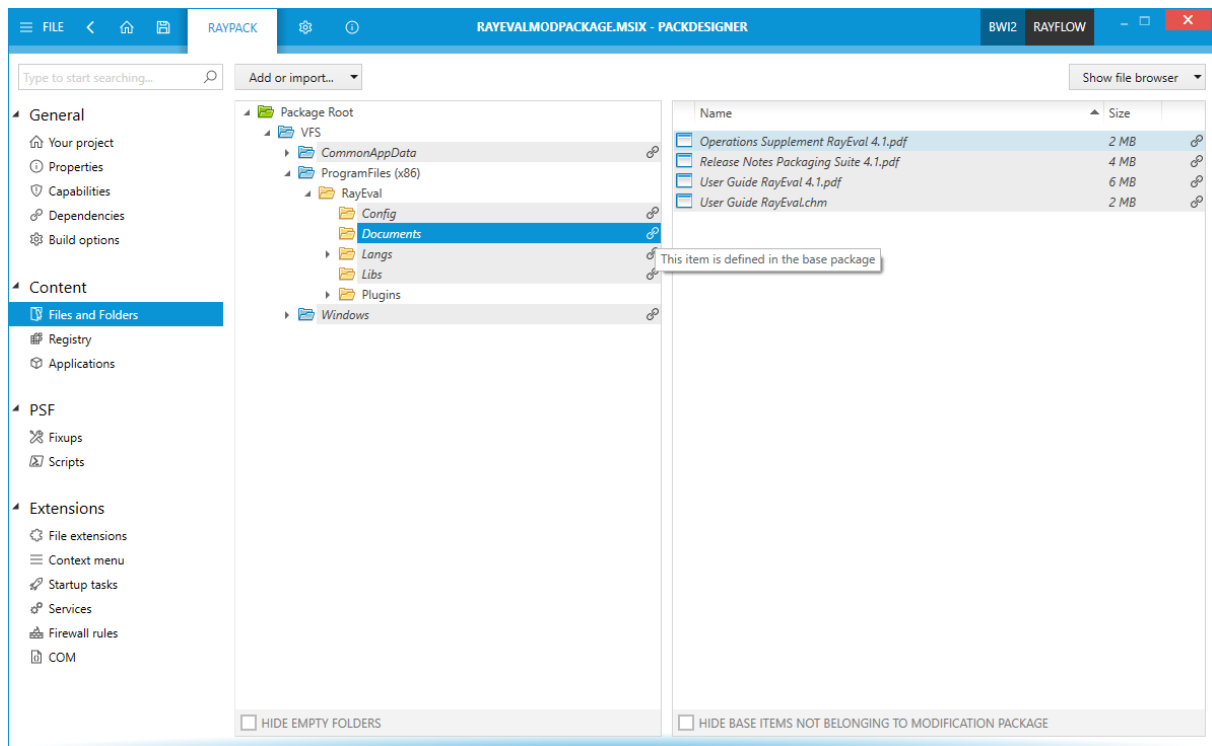 FILE
RAYPACK
RAYEVALMODPACKAGE.MSIX - PACKDESIGNER
BWI2
RAYFLOW
Type to start searching...
Add or import...
Show file browser
General
Your project
Properties
Capabilities
Dependencies
Build options
Content
Files and Folders
Registry
Applications
PSF
Fixups
Scripts
Extensions
File extensions
Context menu
Startup tasks
Services
Firewall rules
COM
Package Root
VFS
CommonAppData
ProgramFiles (x86)
RayEval
Config
Documents
Langs
Libs
Plugins
Windows
HIDE EMPTY FOLDERS
Name Size
Operations Supplement RayEval 4.1.pdf 2 MB
Release Notes Packaging Suite 4.1.pdf 4 MB
User Guide RayEval 4.1.pdf 6 MB
User Guide RayEval.chm 2 MB
This item is defined in the base package
HIDE BASE ITEMS NOT BELONGING TO MODIFICATION PACKAGE